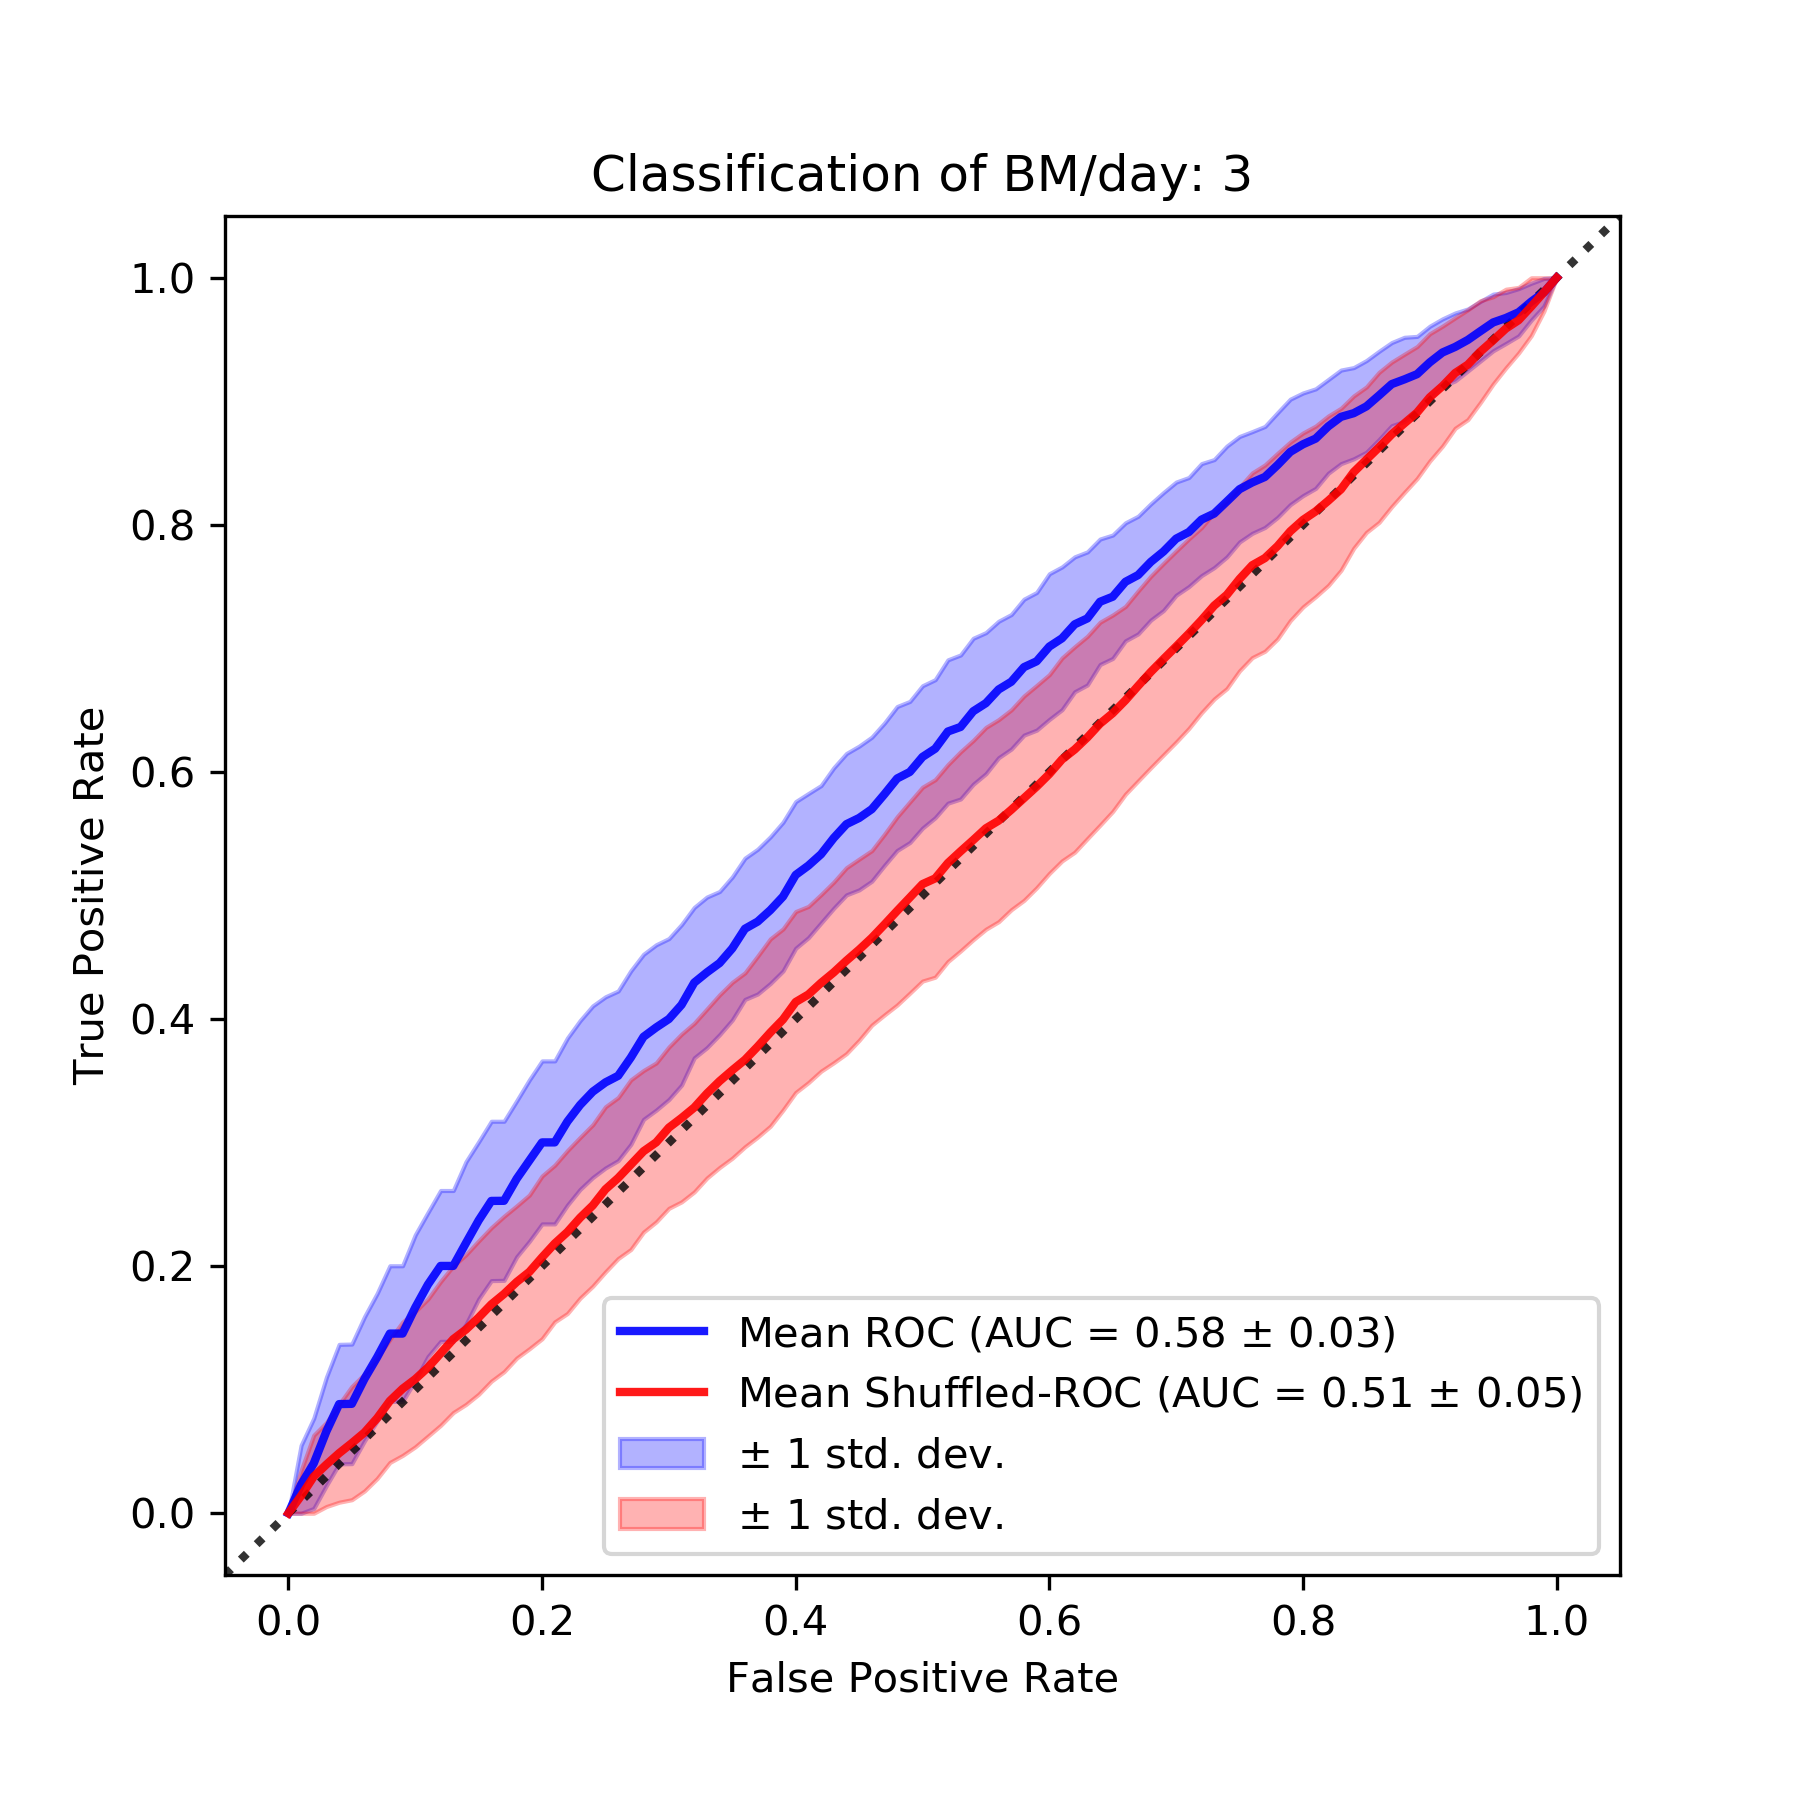 Classification of BM/day: 3
True Positive Rate
1.0
0.8
0.6
0.4
0.2
0.0
Mean ROC (AUC = 0.58 ± 0.03)
Mean Shuffled-ROC (AUC = 0.51 ± 0.05)
± 1 std. dev.
± 1 std. dev.
0.0 0.2 0.4 0.6 0.8 1.0
False Positive Rate